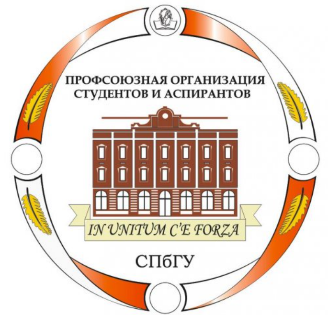 ПРОФСОЮЗНАЯ ОРГАНИЗАЦИЯ
СТУДЕНТОВ И АСПИРАНТОВ
IN UNITUM C'E FORZA
СПбГУ